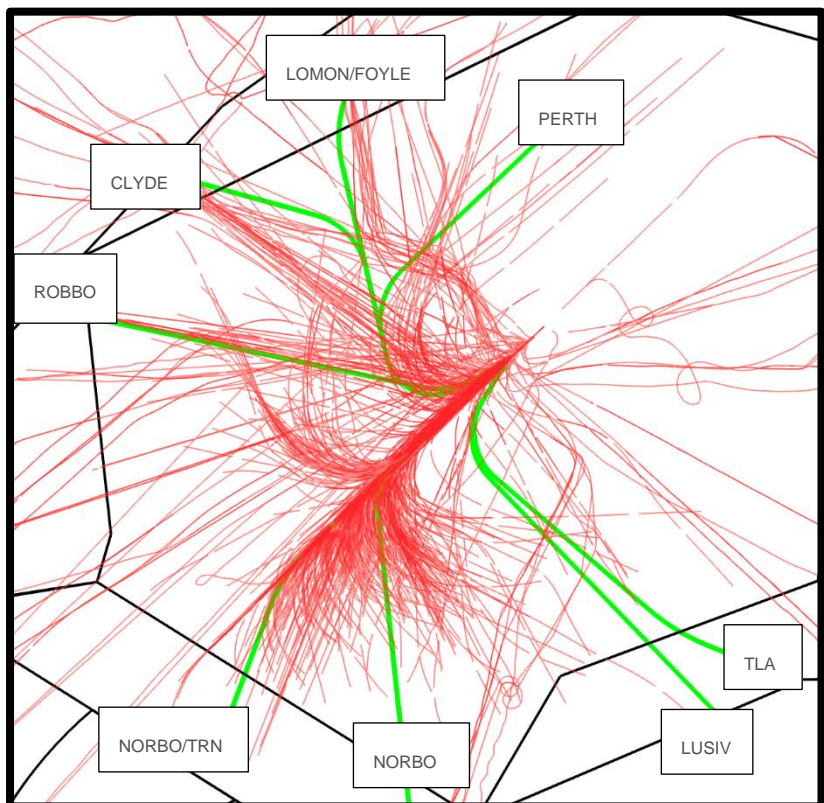 LOMON/FOYLE
PERTH
CLYDE
ROBBO
TLA
NORBO/TRN
NORBO
LUSIV